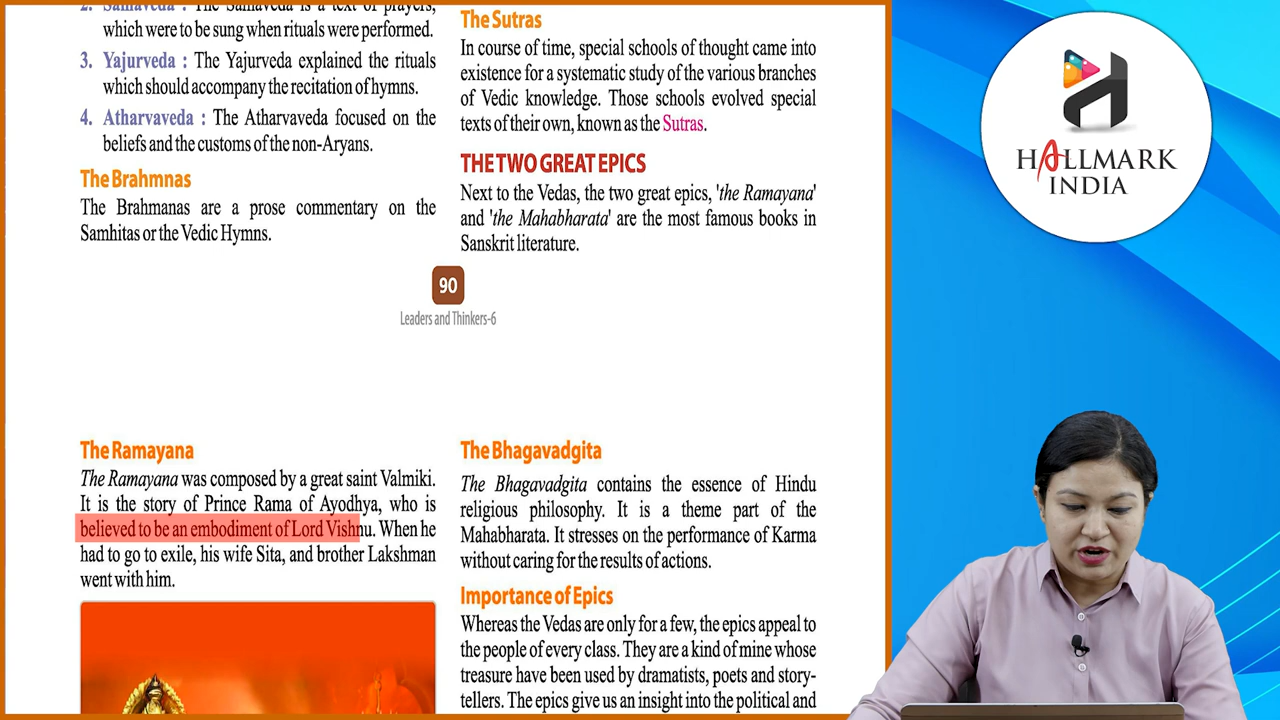 2. Samaveda : The Samaveda is a text of prayers,
which were to be sung when rituals were performed.
3. Yajurveda : The Yajurveda explained the rituals
which should accompany the recitation of hymns.
4. Atharvaveda : The Atharvaveda focused on the
beliefs and the customs of the non-Aryans.
The Brahmnas
The Brahmanas are a prose commentary on the
Samhitas or the Vedic Hymns.
The Sutras
In course of time, special schools of thought came into
existence for a systematic study of the various branches
of Vedic knowledge. Those schools evolved special
texts of their own, known as the Sutras.
THE TWO GREAT EPICS
Next to the Vedas, the two great epics, 'the Ramayana'
and 'the Mahabharata' are the most famous books in
Sanskrit literature.
90
Leaders and Thinkers-6
The Ramayana
The Ramayana was composed by a great saint Valmiki.
It is the story of Prince Rama of Ayodhya, who is
believed to be an embodiment of Lord Vishnu. When he
had to go to exile, his wife Sita, and brother Lakshman
went with him.
The Bhagavadgita
The Bhagavadgita contains the essence of Hindu
religious philosophy. It is a theme part of the
Mahabharata. It stresses on the performance of Karma
without caring for the results of actions.
Importance of Epics
Whereas the Vedas are only for a few, the epics appeal to
the people of every class. They are a kind of mine whose
treasure have been used by dramatists, poets and story-
tellers. The epics give us an insight into the political and
HALLMARK
INDIA